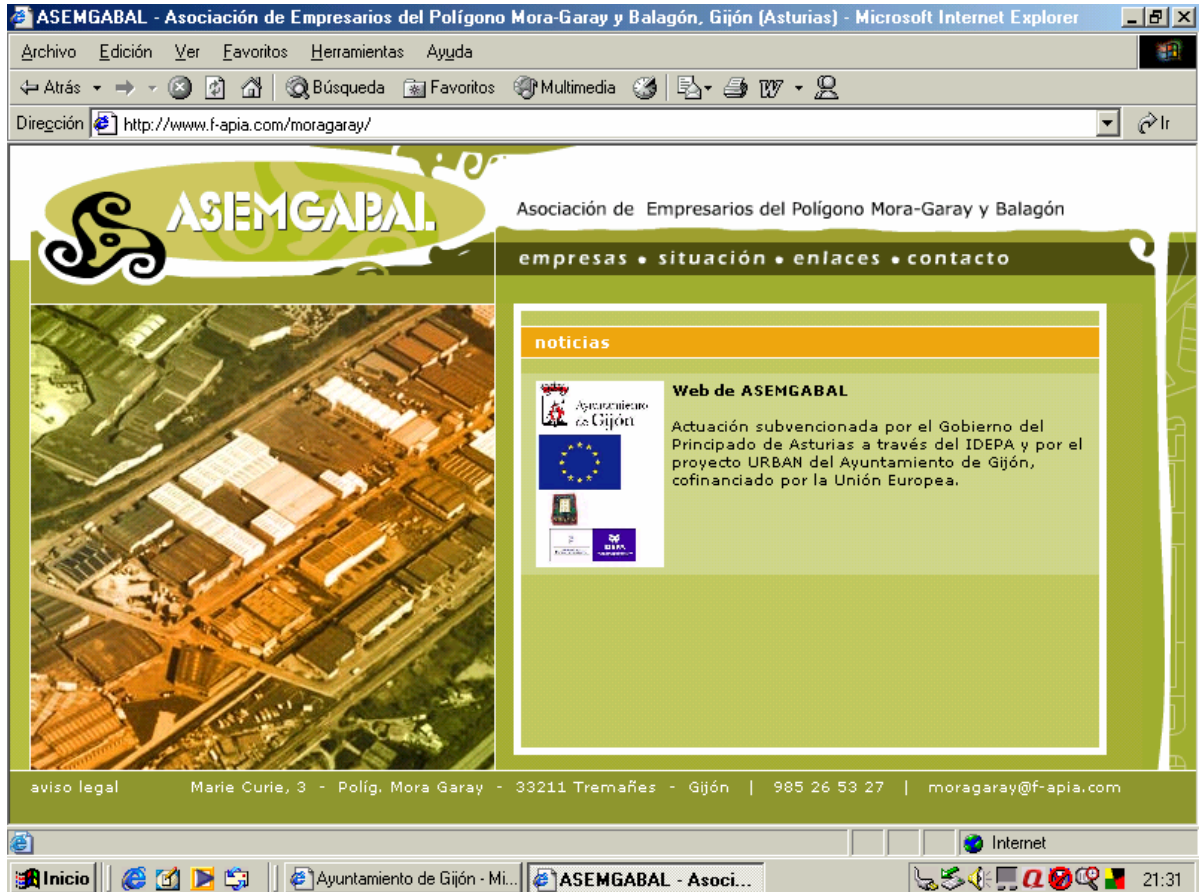 ASEMGABAL - Asociación de Empresarios del Polígono Mora-Garay y Balagón, Gijón (Asturias) - Microsoft Internet Explorer
Archivo Edición Ver Favoritos Herramientas Ayuda
Atrás Búsqueda Favoritos Multimedia
Dirección http://www.f-apia.com/moragaray/ Ir
ASEMGABAL
Asociación de Empresarios del Polígono Mora-Garay y Balagón
empresas • situación • enlaces • contacto
noticias
Ayuntamiento
de Gijón
IDEPA
Web de ASEMGABAL
Actuación subvencionada por el Gobierno del
Principado de Asturias a través del IDEPA y por el
proyecto URBAN del Ayuntamiento de Gijón,
cofinanciado por la Unión Europea.
aviso legal Marie Curie, 3 - Políg. Mora Garay - 33211 Tremañes - Gijón | 985 26 53 27 | moragaray@f-apia.com
Internet
Inicio Ayuntamiento de Gijón - Mi... ASEMGABAL - Asoci... 21:31